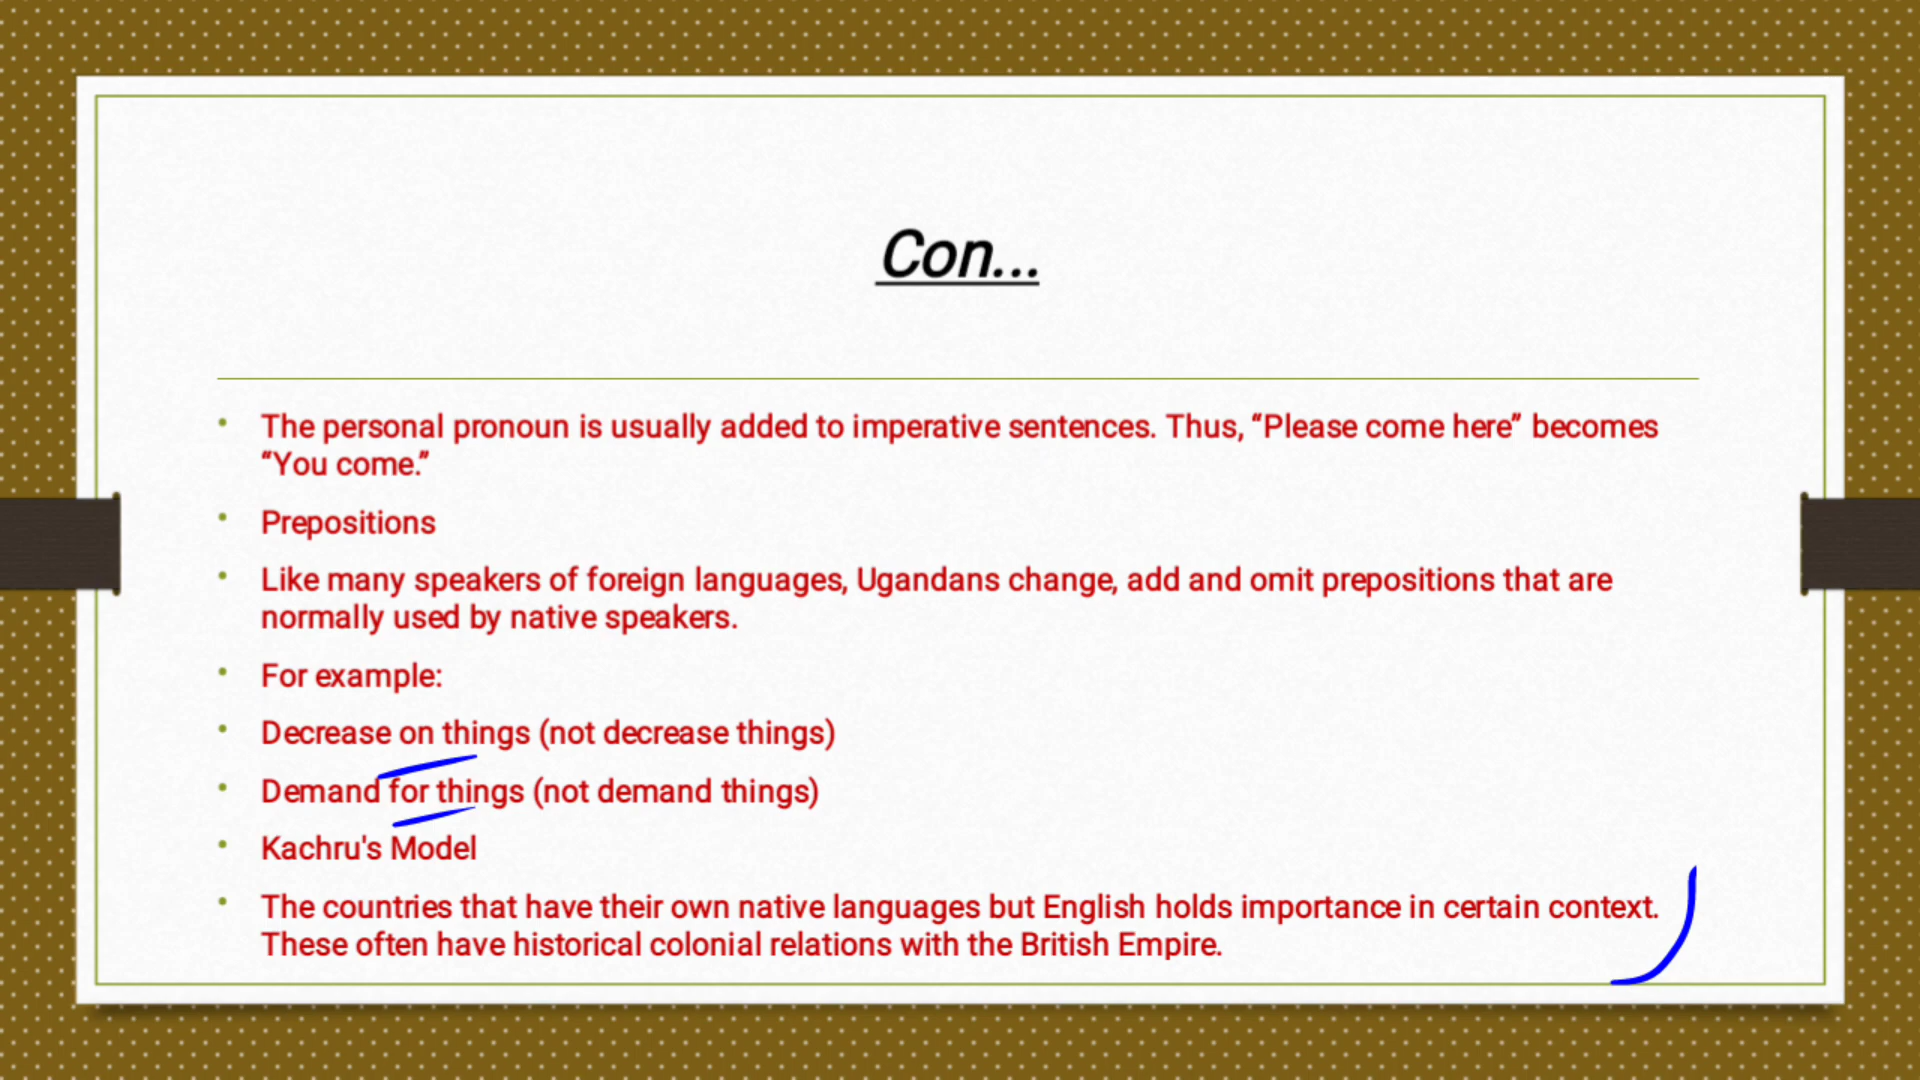 Con...
• The personal pronoun is usually added to imperative sentences. Thus, “Please come here” becomes
“You come.”
• Prepositions
• Like many speakers of foreign languages, Ugandans change, add and omit prepositions that are
normally used by native speakers.
• For example:
• Decrease on things (not decrease things)
• Demand for things (not demand things)
• Kachru's Model
• The countries that have their own native languages but English holds importance in certain context.
These often have historical colonial relations with the British Empire.